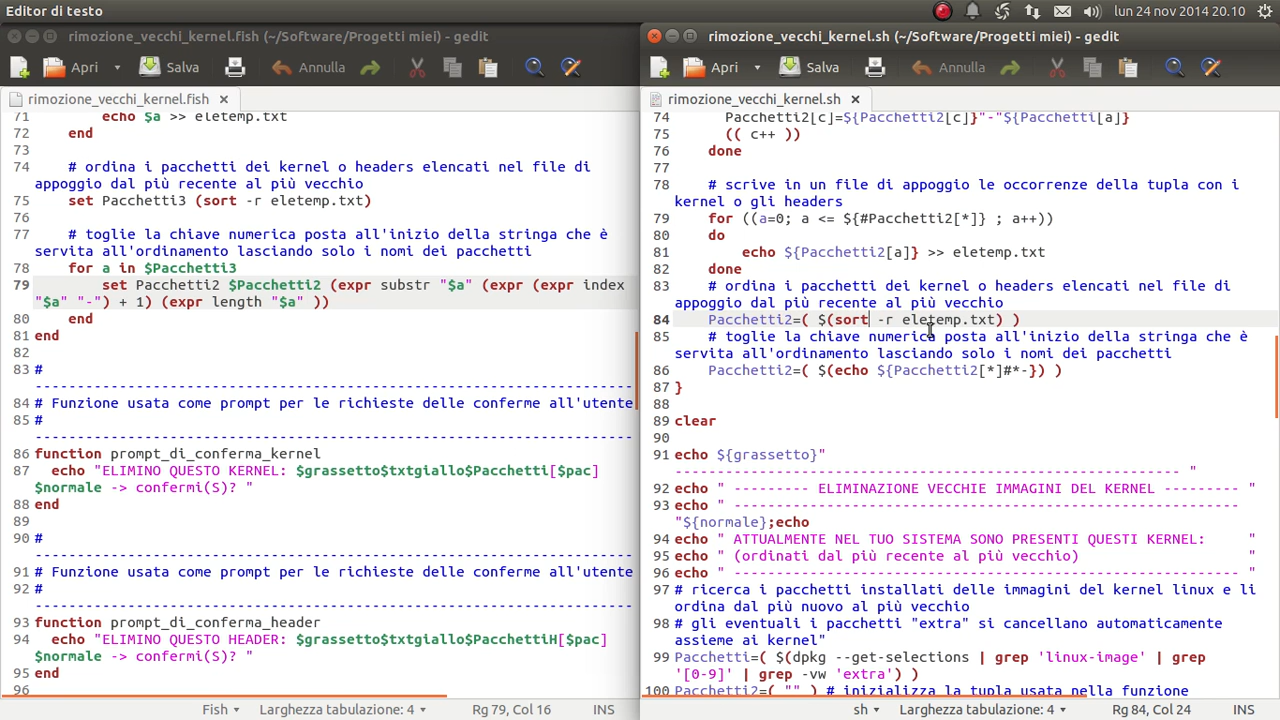 Editor di testo
lun 24 nov 2014 20.10
rimozione_vecchi_kernel.fish (~/Software/Progetti miei) - gedit
Apri Salva Annulla
rimozione_vecchi_kernel.fish
71 echo $a >> eletemp.txt
72 end
73
74 # ordina i pacchetti dei kernel o headers elencati nel file di
appoggio dal più recente al più vecchio
75 set Pacchetti3 (sort -r eletemp.txt)
76
77 # toglie la chiave numerica posta all'inizio della stringa che è
servita all'ordinamento lasciando solo i nomi dei pacchetti
78 for a in $Pacchetti3
79 set Pacchetti2 $Pacchetti2 (expr substr "$a" (expr (expr index
"$a" "-") + 1) (expr length "$a" ))
80 end
81 end
82
83 #
-----------------------------------------------------------------------
84 # Funzione usata come prompt per le richieste delle conferme all'utente
85 #
-----------------------------------------------------------------------
86 function prompt_di_conferma_kernel
87 echo "ELIMINO QUESTO KERNEL: $grassetto$txtgiallo$Pacchetti[$pac]
$normale -> confermi(S)? "
88 end
89
90 #
-----------------------------------------------------------------------
91 # Funzione usata come prompt per le richieste delle conferme all'utente
92 #
-----------------------------------------------------------------------
93 function prompt_di_conferma_header
94 echo "ELIMINO QUESTO HEADER: $grassetto$txtgiallo$PacchettiH[$pac]
$normale -> confermi(S)? "
95 end
96
Fish Larghezza tabulazione: 4 Rg 79, Col 16 INS
rimozione_vecchi_kernel.sh (~/Software/Progetti miei) - gedit
Apri Salva Annulla
rimozione_vecchi_kernel.sh
74 Pacchetti2[c]=${Pacchetti2[c]}"-"${Pacchetti[a]}
75 (( c++ ))
76 done
77
78 # scrive in un file di appoggio le occorrenze della tupla con i
kernel o gli headers
79 for ((a=0; a <= ${#Pacchetti2[*]} ; a++))
80 do
81 echo ${Pacchetti2[a]} >> eletemp.txt
82 done
83 # ordina i pacchetti dei kernel o headers elencati nel file di
appoggio dal più recente al più vecchio
84 Pacchetti2=( $(sort -r eletemp.txt) )
85 # toglie la chiave numerica posta all'inizio della stringa che è
servita all'ordinamento lasciando solo i nomi dei pacchetti
86 Pacchetti2=( $(echo ${Pacchetti2[*]#*-}) )
87 }
88
89 clear
90
91 echo ${grassetto}"
------------------------------------------------------------ "
92 echo " --------- ELIMINAZIONE VECCHIE IMMAGINI DEL KERNEL --------- "
93 echo " ------------------------------------------------------------
"${normale};echo
94 echo " ATTUALMENTE NEL TUO SISTEMA SONO PRESENTI QUESTI KERNEL: "
95 echo " (ordinati dal più recente al più vecchio) "
96 echo " ------------------------------------------------------------ "
97 # ricerca i pacchetti installati delle immagini del kernel linux e li
ordina dal più nuovo al più vecchio
98 # gli eventuali i pacchetti "extra" si cancellano automaticamente
assieme ai kernel"
99 Pacchetti=( $(dpkg --get-selections | grep 'linux-image' | grep
'[0-9]' | grep -vw 'extra') )
100 Pacchetti2=( "" ) # inizializza la tupla usata nella funzione
sh Larghezza tabulazione: 4 Rg 84, Col 24 INS